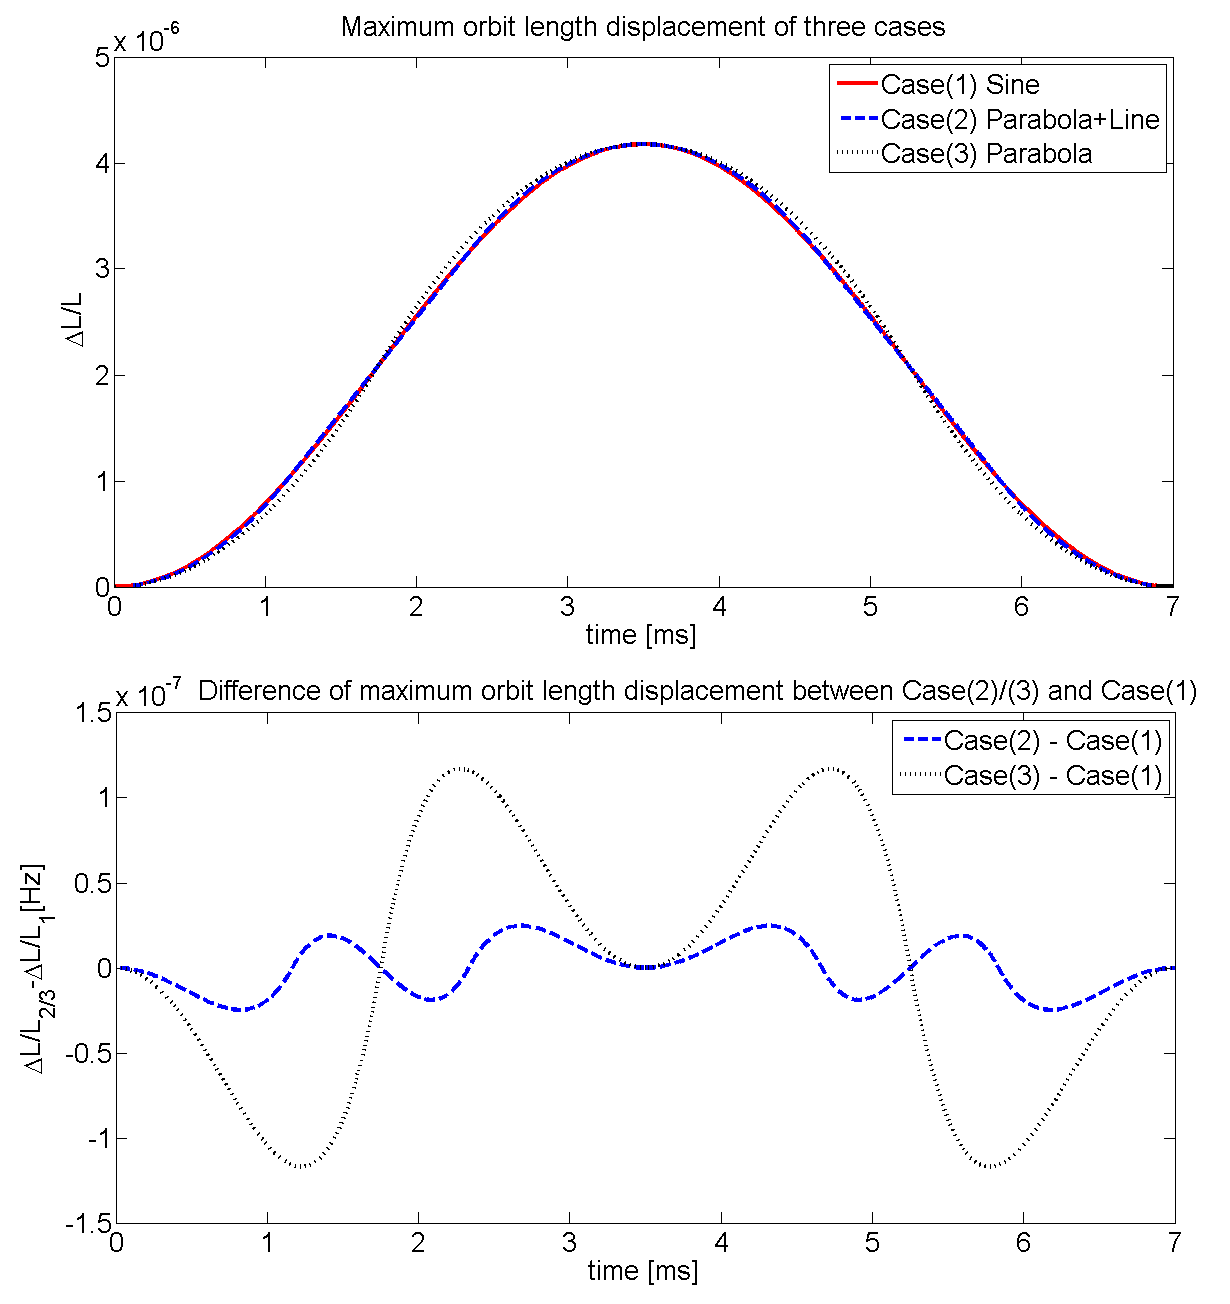 Maximum orbit length displacement of three cases
x 10^-6
5
4
3
2
1
0
ΔL/L
Case(1) Sine
Case(2) Parabola+Line
Case(3) Parabola
0 1 2 3 4 5 6 7
time [ms]
Difference of maximum orbit length displacement between Case(2)/(3) and Case(1)
x 10^-7
1.5
1
0.5
0
-0.5
-1
-1.5
ΔL/L_2/3-ΔL/L_1[Hz]
Case(2) - Case(1)
Case(3) - Case(1)
0 1 2 3 4 5 6 7
time [ms]